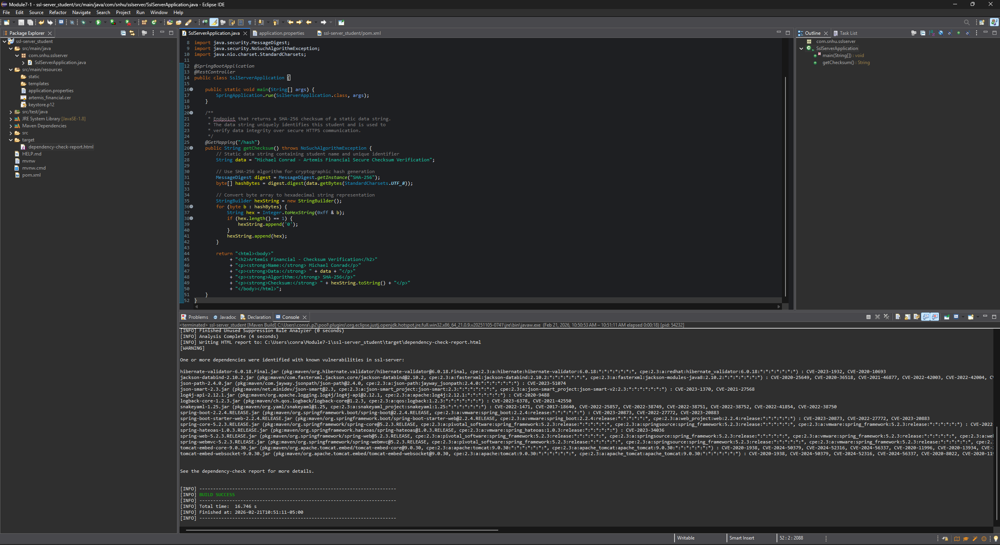 Module7-1 - ssl-server_student/src/main/java/com/snhu/sslserver/SslServerApplication.java - Eclipse IDE
File Edit Source Refactor Navigate Search Project Run Window Help
Package Explorer
ssl-server_student
src/main/java
com.snhu.sslserver
SslServerApplication.java
src/main/resources
static
templates
application.properties
artemis_financial.cer
keystore.p12
src/test/java
JRE System Library [JavaSE-1.8]
Maven Dependencies
src
target
dependency-check-report.html
HELP.md
mvnw
mvnw.cmd
pom.xml
SslServerApplication.java application.properties ssl-server_student/pom.xml
8 import java.security.MessageDigest;
9 import java.security.NoSuchAlgorithmException;
10 import java.nio.charset.StandardCharsets;
11
12 @SpringBootApplication
13 @RestController
14 public class SslServerApplication {
15
16 public static void main(String[] args) {
17 SpringApplication.run(SslServerApplication.class, args);
18 }
19
20 /**
21 * Endpoint that returns a SHA-256 checksum of a static data string.
22 * The data string uniquely identifies this student and is used to
23 * verify data integrity over secure HTTPS communication.
24 */
25 @GetMapping("/hash")
26 public String getChecksum() throws NoSuchAlgorithmException {
27 // Static data string containing student name and unique identifier
28 String data = "Michael Conrad - Artemis Financial Secure Checksum Verification";
29
30 // Use SHA-256 algorithm for cryptographic hash generation
31 MessageDigest digest = MessageDigest.getInstance("SHA-256");
32 byte[] hashBytes = digest.digest(data.getBytes(StandardCharsets.UTF_8));
33
34 // Convert byte array to hexadecimal string representation
35 StringBuilder hexString = new StringBuilder();
36 for (byte b : hashBytes) {
37 String hex = Integer.toHexString(0xff & b);
38 if (hex.length() == 1) {
39 hexString.append('0');
40 }
41 hexString.append(hex);
42 }
43
44 return "<html><body>"
45 + "<h2>Artemis Financial - Checksum Verification</h2>"
46 + "<p><strong>Name:</strong> Michael Conrad</p>"
47 + "<p><strong>Data:</strong> " + data + "</p>"
48 + "<p><strong>Algorithm:</strong> SHA-256</p>"
49 + "<p><strong>Checksum:</strong> " + hexString.toString() + "</p>"
50 + "</body></html>";
51 }
52 }
Outline Task List
com.snhu.sslserver
SslServerApplication
main(String[]) : void
getChecksum() : String
Problems Javadoc Declaration Console
<terminated> ssl-server_student [Maven Build] C:\Users\conra\.p2\pool\plugins\org.eclipse.justj.openjdk.hotspot.jre.full.win32.x86_64_21.0.9.v20251105-0741\jre\bin\javaw.exe (Feb 21, 2026, 10:50:53 AM – 10:51:11 AM elapsed 0:00:18) [pid: 54232]
[INFO] Finished Unused Suppression Rule Analyzer (0 seconds)
[INFO] Analysis Complete (4 seconds)
[INFO] Writing HTML report to: C:\Users\conra\Module7-1\ssl-server_student\target\dependency-check-report.html
[WARNING]
One or more dependencies were identified with known vulnerabilities in ssl-server:
hibernate-validator-6.0.18.Final.jar (pkg:maven/org.hibernate.validator/hibernate-validator@6.0.18.Final, cpe:2.3:a:hibernate:hibernate-validator:6.0.18:*:*:*:*:*:*:*, cpe:2.3:a:redhat:hibernate_validator:6.0.18:*:*:*:*:*:*:*) : CVE-2023-1932, CVE-2020-10693
jackson-databind-2.10.2.jar (pkg:maven/com.fasterxml.jackson.core/jackson-databind@2.10.2, cpe:2.3:a:fasterxml:jackson-databind:2.10.2:*:*:*:*:*:*:*, cpe:2.3:a:fasterxml:jackson-modules-java8:2.10.2:*:*:*:*:*:*:*) : CVE-2020-25649, CVE-2020-36518, CVE-2021-46877, CVE-2022-42003, CVE-2022-42004, C
json-path-2.4.0.jar (pkg:maven/com.jayway.jsonpath/json-path@2.4.0, cpe:2.3:a:json-path:jayway_jsonpath:2.4.0:*:*:*:*:*:*:*) : CVE-2023-51074
json-smart-2.3.jar (pkg:maven/net.minidev/json-smart@2.3, cpe:2.3:a:json-smart_project:json-smart:2.3:*:*:*:*:*:*:*, cpe:2.3:a:json-smart_project:json-smart-v2:2.3:*:*:*:*:*:*:*) : CVE-2023-1370, CVE-2021-27568
log4j-api-2.12.1.jar (pkg:maven/org.apache.logging.log4j/log4j-api@2.12.1, cpe:2.3:a:apache:log4j:2.12.1:*:*:*:*:*:*:*) : CVE-2020-9488
logback-core-1.2.3.jar (pkg:maven/ch.qos.logback/logback-core@1.2.3, cpe:2.3:a:qos:logback:1.2.3:*:*:*:*:*:*:*) : CVE-2023-6378, CVE-2021-42550
snakeyaml-1.25.jar (pkg:maven/org.yaml/snakeyaml@1.25, cpe:2.3:a:snakeyaml_project:snakeyaml:1.25:*:*:*:*:*:*:*) : CVE-2022-1471, CVE-2017-18640, CVE-2022-25857, CVE-2022-38749, CVE-2022-38751, CVE-2022-38752, CVE-2022-41854, CVE-2022-38750
spring-boot-2.2.4.RELEASE.jar (pkg:maven/org.springframework.boot/spring-boot@2.2.4.RELEASE, cpe:2.3:a:vmware:spring_boot:2.2.4:release:*:*:*:*:*:*) : CVE-2023-20873, CVE-2022-27772, CVE-2023-20883
spring-boot-starter-web-2.2.4.RELEASE.jar (pkg:maven/org.springframework.boot/spring-boot-starter-web@2.2.4.RELEASE, cpe:2.3:a:vmware:spring_boot:2.2.4:release:*:*:*:*:*:*, cpe:2.3:a:web_project:web:2.2.4:release:*:*:*:*:*:*) : CVE-2023-20873, CVE-2022-27772, CVE-2023-20883
spring-core-5.2.3.RELEASE.jar (pkg:maven/org.springframework/spring-core@5.2.3.RELEASE, cpe:2.3:a:pivotal_software:spring_framework:5.2.3:release:*:*:*:*:*:*, cpe:2.3:a:springsource:spring_framework:5.2.3:release:*:*:*:*:*:*, cpe:2.3:a:vmware:spring_framework:5.2.3:release:*:*:*:*:*:*) : CVE-2022
spring-hateoas-1.0.3.RELEASE.jar (pkg:maven/org.springframework.hateoas/spring-hateoas@1.0.3.RELEASE, cpe:2.3:a:vmware:spring_hateoas:1.0.3:release:*:*:*:*:*:*) : CVE-2023-34036
spring-web-5.2.3.RELEASE.jar (pkg:maven/org.springframework/spring-web@5.2.3.RELEASE, cpe:2.3:a:pivotal_software:spring_framework:5.2.3:release:*:*:*:*:*:*, cpe:2.3:a:springsource:spring_framework:5.2.3:release:*:*:*:*:*:*, cpe:2.3:a:vmware:spring_framework:5.2.3:release:*:*:*:*:*:*, cpe:2.3:a:we
spring-webmvc-5.2.3.RELEASE.jar (pkg:maven/org.springframework/spring-webmvc@5.2.3.RELEASE, cpe:2.3:a:pivotal_software:spring_framework:5.2.3:release:*:*:*:*:*:*, cpe:2.3:a:springsource:spring_framework:5.2.3:release:*:*:*:*:*:*, cpe:2.3:a:vmware:spring_framework:5.2.3:release:*:*:*:*:*:*, cpe:2.
tomcat-embed-core-9.0.30.jar (pkg:maven/org.apache.tomcat.embed/tomcat-embed-core@9.0.30, cpe:2.3:a:apache:tomcat:9.0.30:*:*:*:*:*:*:*, cpe:2.3:a:apache_tomcat:apache_tomcat:9.0.30:*:*:*:*:*:*:*) : CVE-2020-1938, CVE-2024-50379, CVE-2024-52316, CVE-2024-56337, CVE-2020-11996, CVE-2020-13934, CVE-
tomcat-embed-websocket-9.0.30.jar (pkg:maven/org.apache.tomcat.embed/tomcat-embed-websocket@9.0.30, cpe:2.3:a:apache:tomcat:9.0.30:*:*:*:*:*:*:*, cpe:2.3:a:apache_tomcat:apache_tomcat:9.0.30:*:*:*:*:*:*:*) : CVE-2020-1938, CVE-2024-50379, CVE-2024-52316, CVE-2024-56337, CVE-2020-8022, CVE-2020-11
See the dependency-check report for more details.
[INFO] ------------------------------------------------------------------------
[INFO] BUILD SUCCESS
[INFO] ------------------------------------------------------------------------
[INFO] Total time: 16.746 s
[INFO] Finished at: 2026-02-21T10:51:11-05:00
[INFO] ------------------------------------------------------------------------
Writable Smart Insert 52 : 2 : 2088